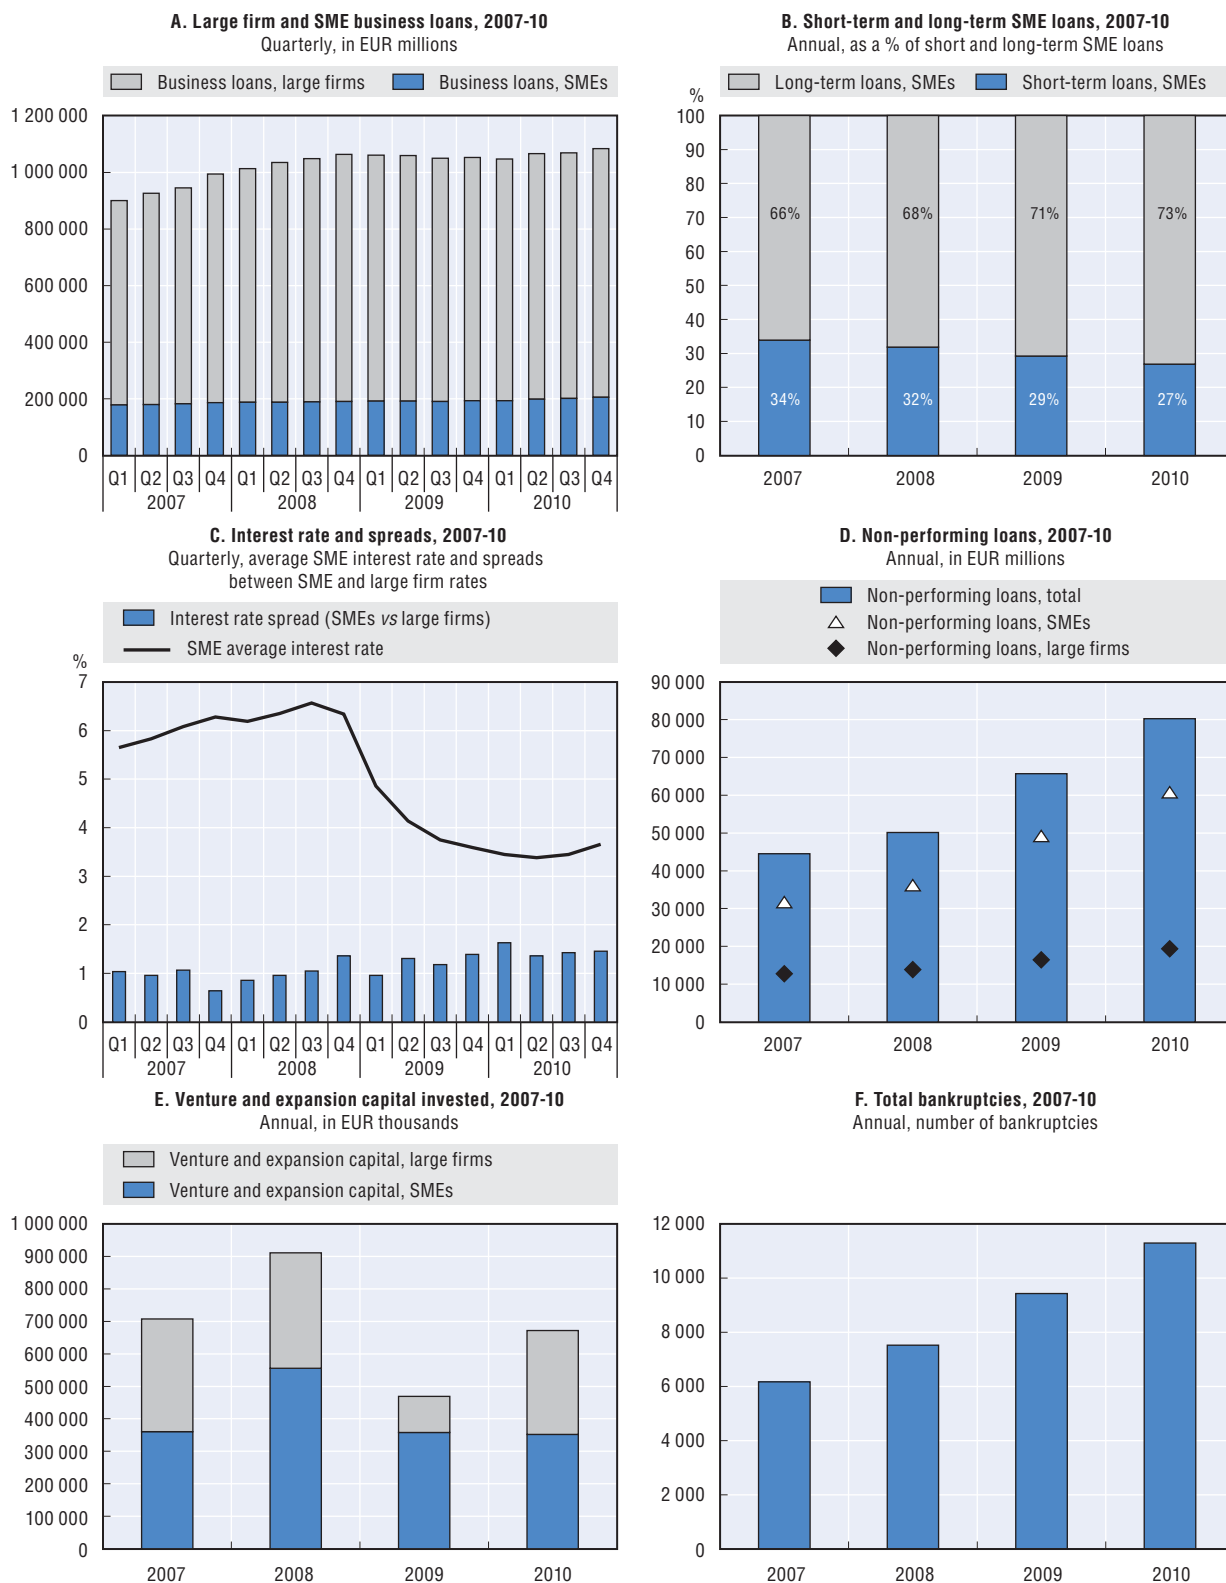 A. Large firm and SME business loans, 2007-10
Quarterly, in EUR millions
Business loans, large firms Business loans, SMEs
1 200 000
1 000 000
800 000
600 000
400 000
200 000
0
Q1 Q2 Q3 Q4 Q1 Q2 Q3 Q4 Q1 Q2 Q3 Q4 Q1 Q2 Q3 Q4
2007 2008 2009 2010
B. Short-term and long-term SME loans, 2007-10
Annual, as a % of short and long-term SME loans
Long-term loans, SMEs Short-term loans, SMEs
%
100
90
80
70
60
50
40
30
20
10
0
66% 68% 71% 73%
34% 32% 29% 27%
2007 2008 2009 2010
C. Interest rate and spreads, 2007-10
Quarterly, average SME interest rate and spreads
between SME and large firm rates
Interest rate spread (SMEs vs large firms)
SME average interest rate
%
7
6
5
4
3
2
1
0
Q1 Q2 Q3 Q4 Q1 Q2 Q3 Q4 Q1 Q2 Q3 Q4 Q1 Q2 Q3 Q4
2007 2008 2009 2010
D. Non-performing loans, 2007-10
Annual, in EUR millions
Non-performing loans, total
Non-performing loans, SMEs
Non-performing loans, large firms
90 000
80 000
70 000
60 000
50 000
40 000
30 000
20 000
10 000
0
2007 2008 2009 2010
E. Venture and expansion capital invested, 2007-10
Annual, in EUR thousands
Venture and expansion capital, large firms
Venture and expansion capital, SMEs
1 000 000
900 000
800 000
700 000
600 000
500 000
400 000
300 000
200 000
100 000
0
2007 2008 2009 2010
F. Total bankruptcies, 2007-10
Annual, number of bankruptcies
12 000
10 000
8 000
6 000
4 000
2 000
0
2007 2008 2009 2010